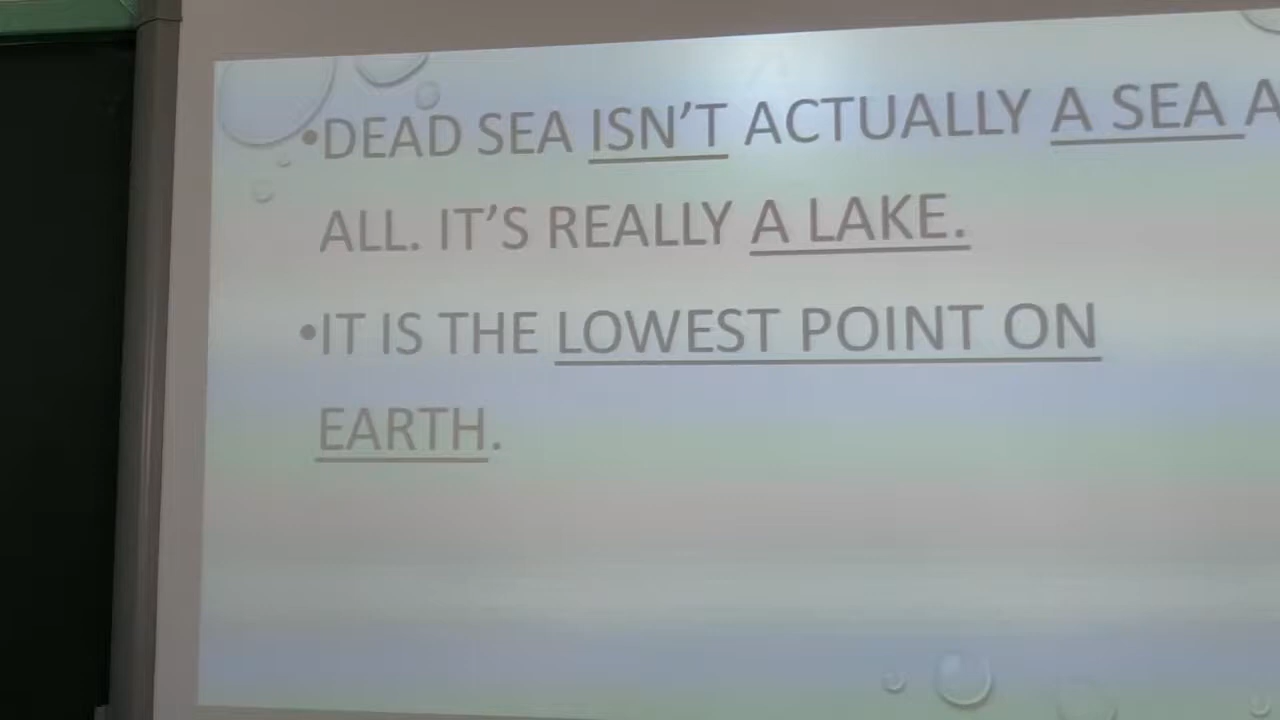 •DEAD SEA ISN'T ACTUALLY A SEA A
ALL. IT'S REALLY A LAKE.
•IT IS THE LOWEST POINT ON
EARTH.